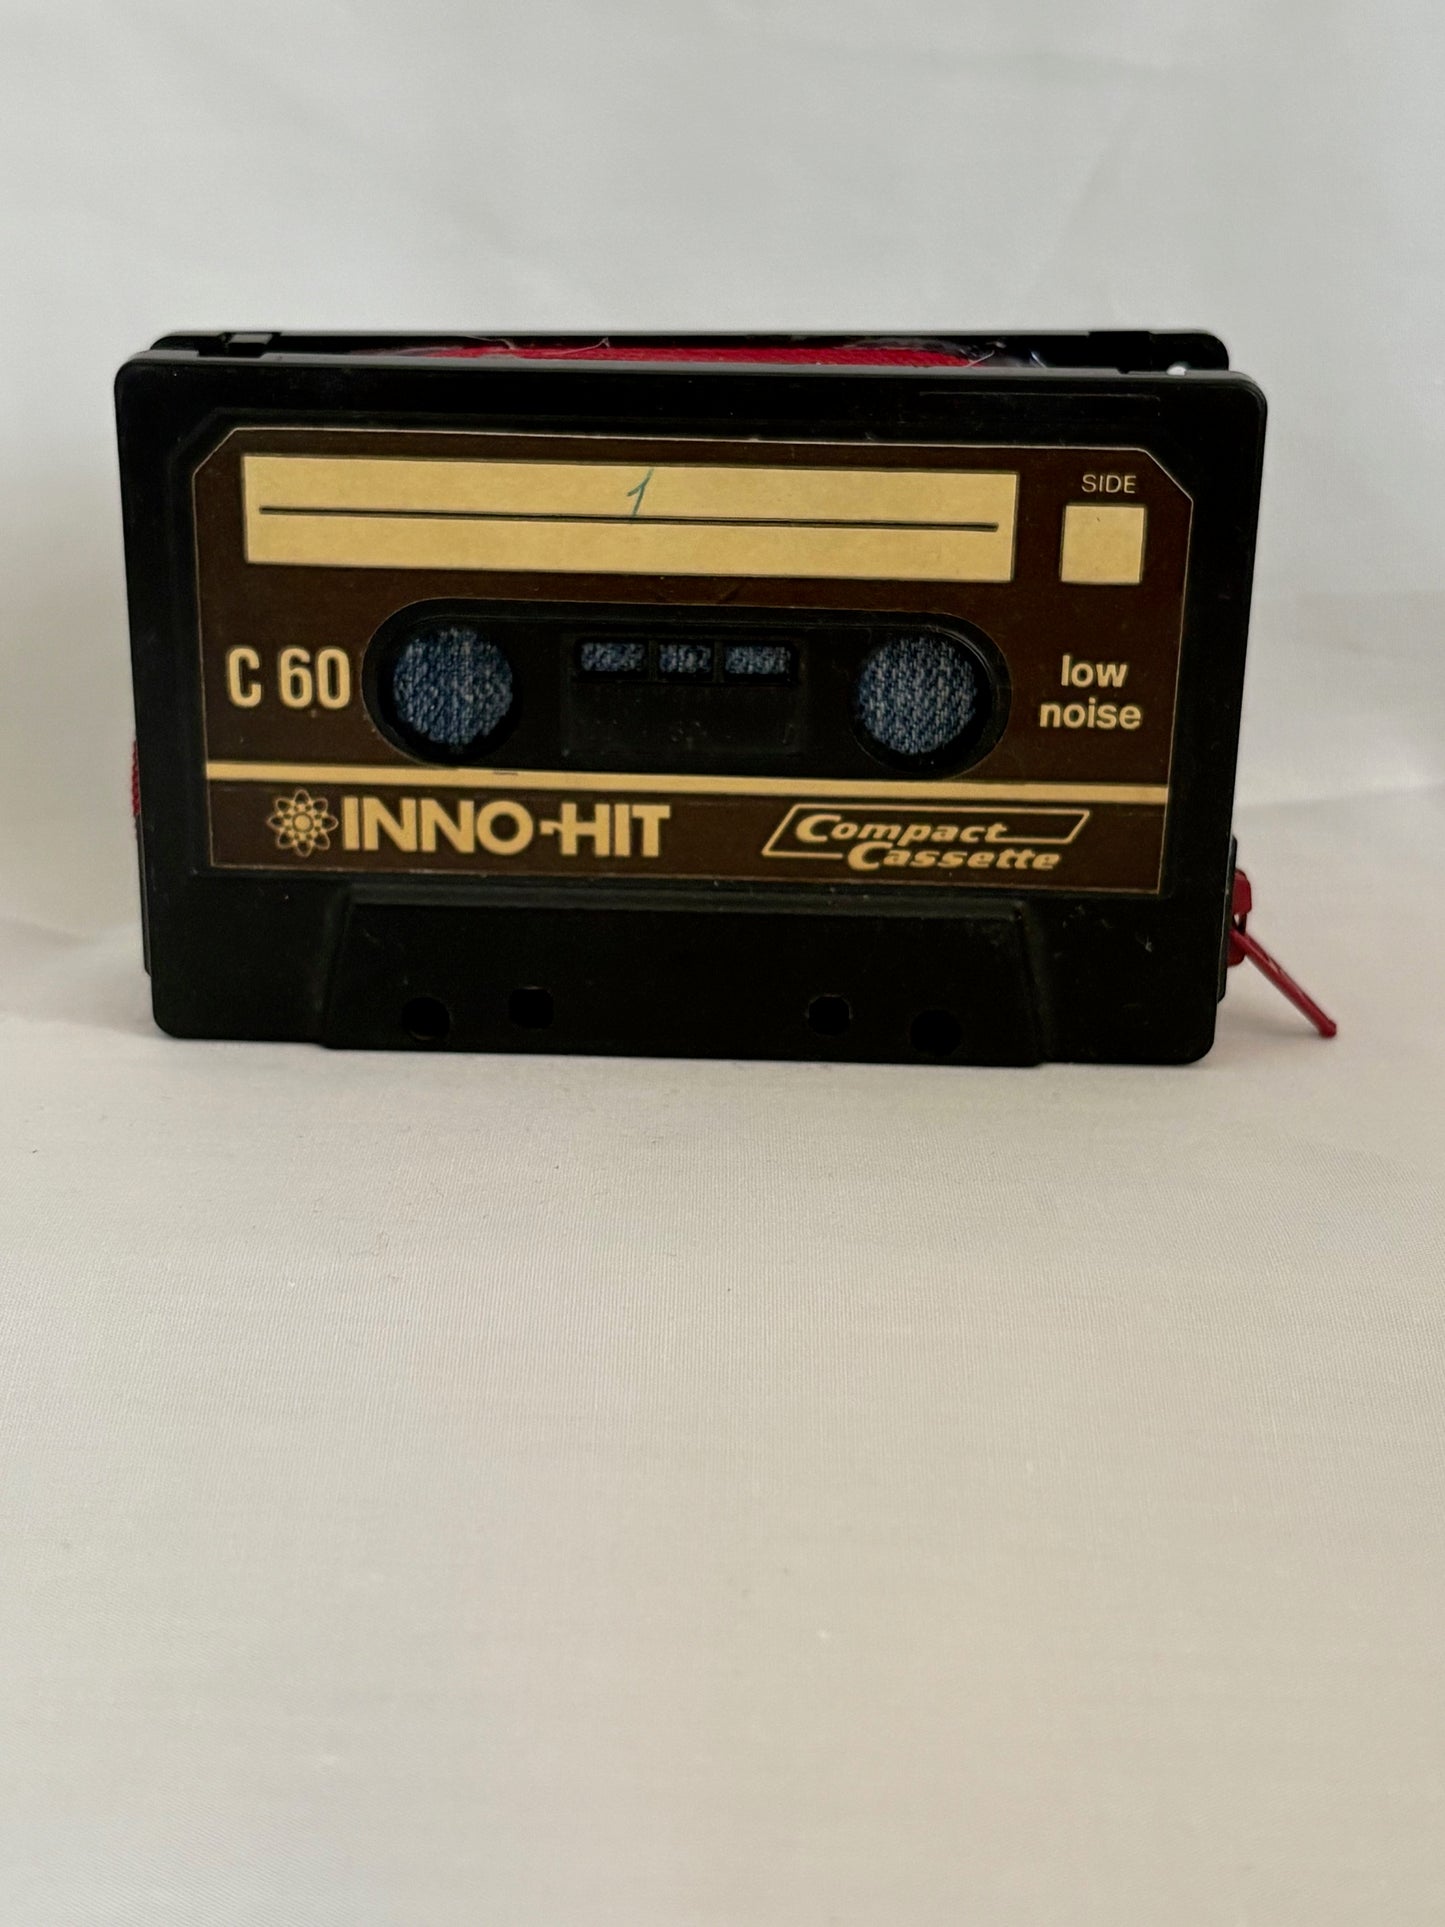 1
SIDE
C 60
low
noise
INNO-HIT
Compact
Cassette